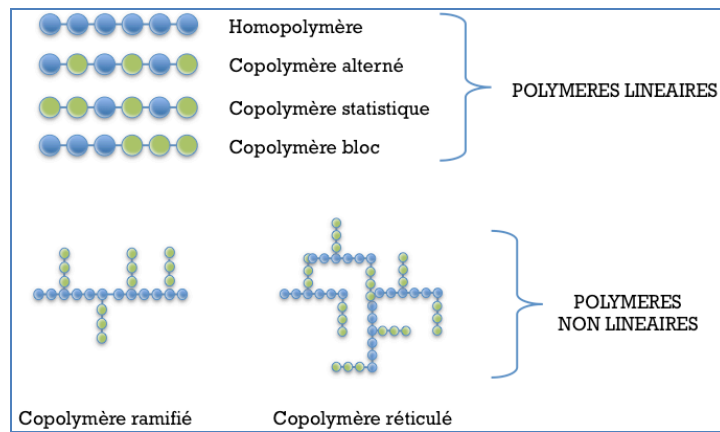 Homopolymère
Copolymère alterné
Copolymère statistique
Copolymère bloc
POLYMERES LINEAIRES
POLYMERES
NON LINEAIRES
Copolymère ramifié
Copolymère réticulé